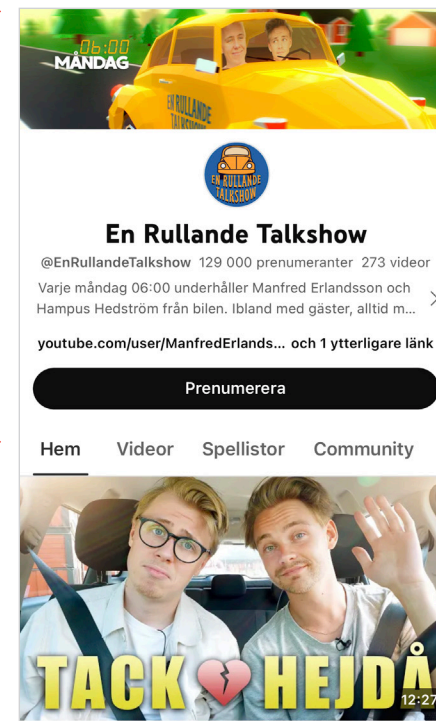 06:00
MÅNDAG
EN RULLANDE
TALKSHOW
EN RULLANDE
TALKSHOW
En Rullande Talkshow
@EnRullandeTalkshow 129 000 prenumeranter 273 videor
Varje måndag 06:00 underhåller Manfred Erlandsson och
Hampus Hedström från bilen. Ibland med gäster, alltid m...
youtube.com/user/ManfredErlands... och 1 ytterligare länk
Prenumerera
Hem Videor Spellistor Community
TACK HEJDÅ
12:27